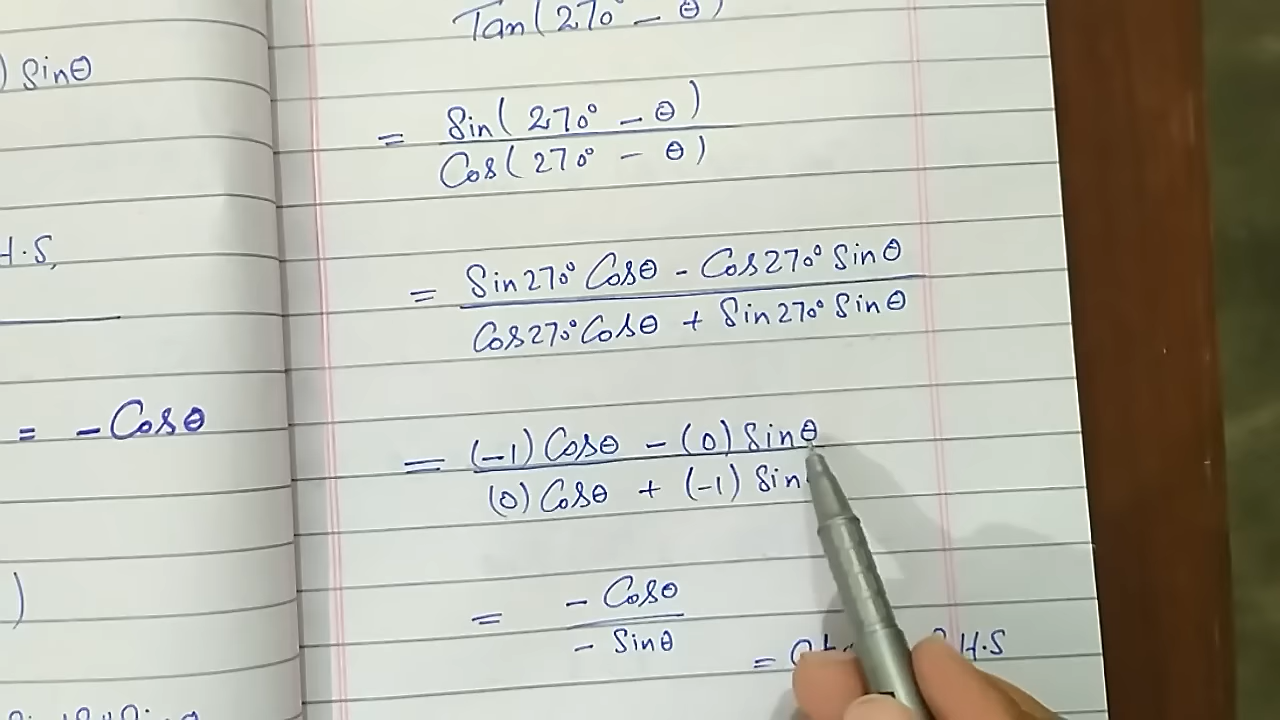 ) Sinθ
H.S,
= -Cosθ
)
Tan(270° - θ)
= Sin(270° - θ)
Cos(270° - θ)
= Sin270° Cosθ - Cos270° Sinθ
Cos270° Cosθ + Sin270° Sinθ
= (-1) Cosθ - (0) Sinθ
(0) Cosθ + (-1) Sin
= - Cosθ
- Sinθ
= H.S